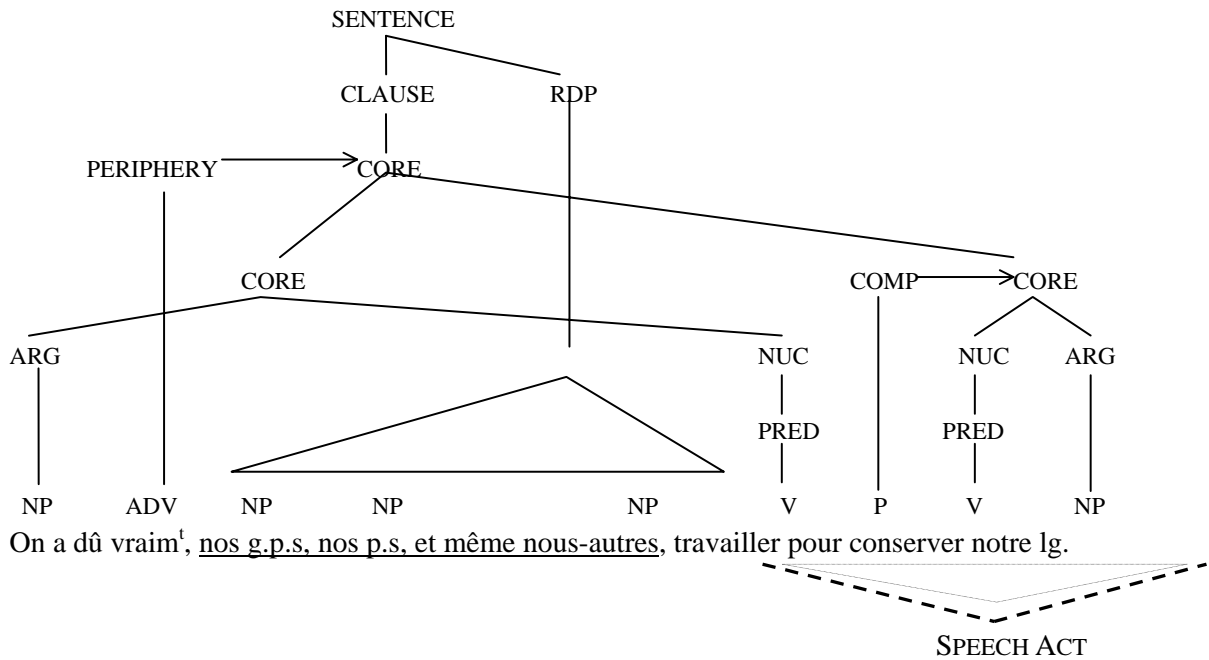 SENTENCE
CLAUSE RDP
PERIPHERY CORE
CORE COMP CORE
ARG NUC NUC ARG
PRED PRED
NP ADV NP NP NP V P V NP
On a dû vraimᵗ, nos g.p.s, nos p.s, et même nous-autres, travailler pour conserver notre lg.
SPEECH ACT